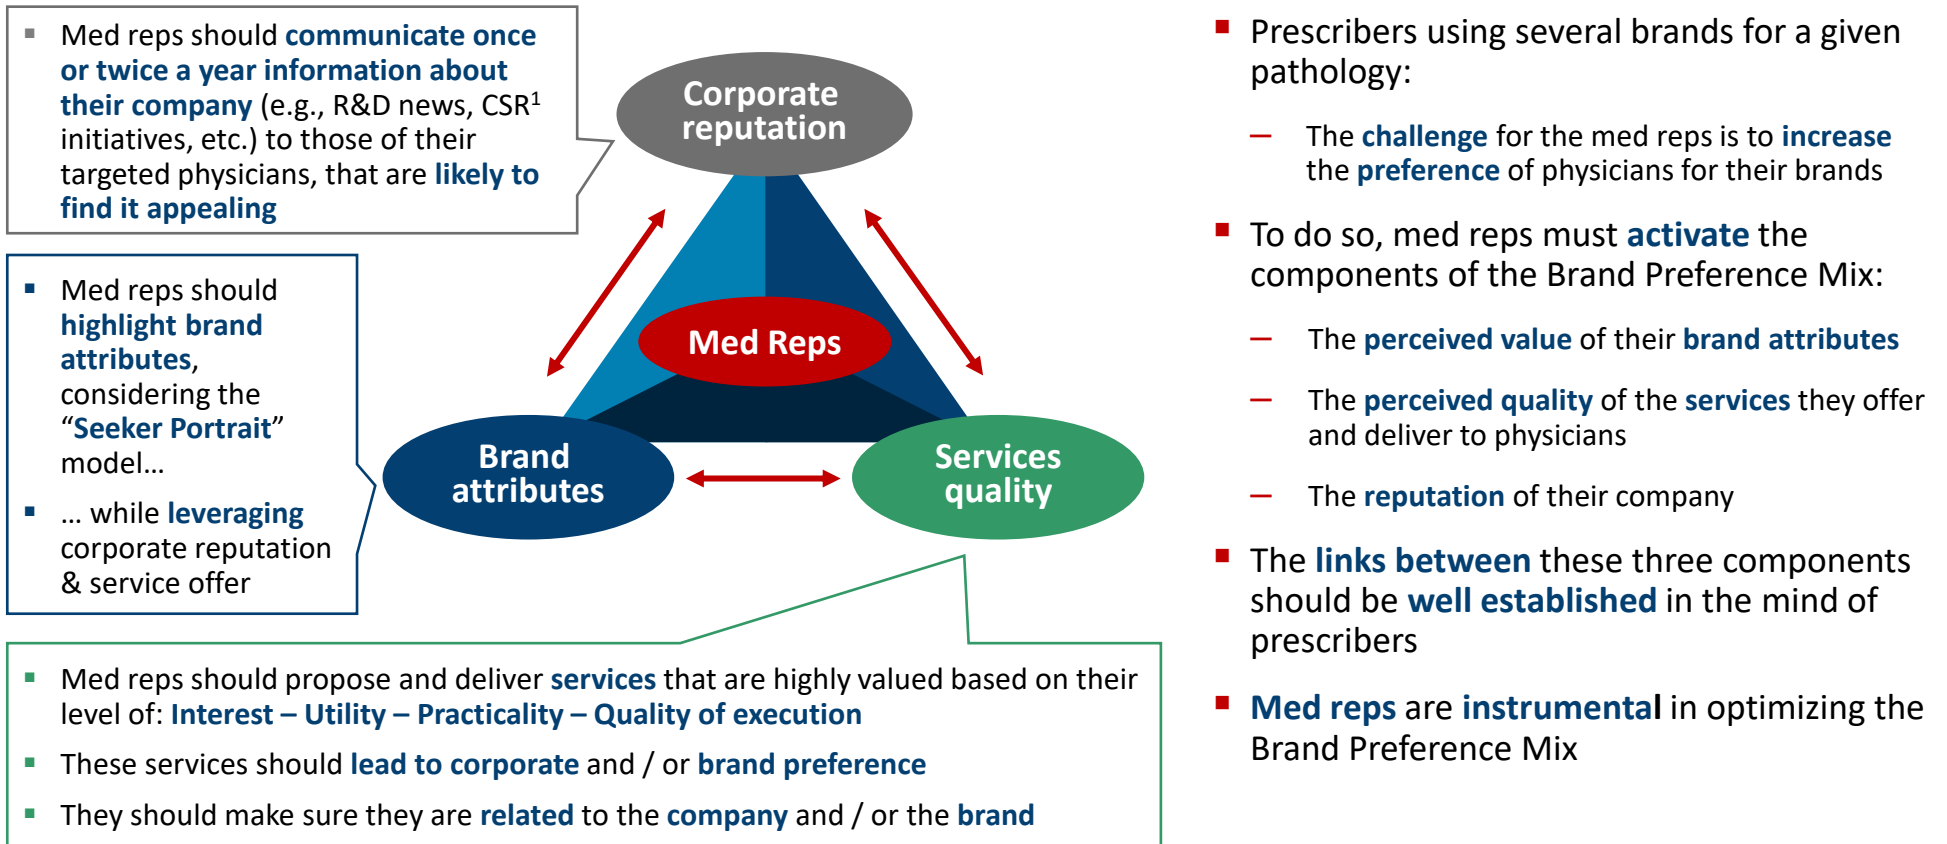 ▪ Med reps should communicate once
or twice a year information about
their company (e.g., R&D news, CSR¹
initiatives, etc.) to those of their
targeted physicians, that are likely to
find it appealing
Corporate
reputation
▪ Med reps should
highlight brand
attributes,
considering the
“Seeker Portrait”
model...
▪ ... while leveraging
corporate reputation
& service offer
Med Reps
Brand
attributes
Services
quality
▪ Med reps should propose and deliver services that are highly valued based on their
level of: Interest – Utility – Practicality – Quality of execution
▪ These services should lead to corporate and / or brand preference
▪ They should make sure they are related to the company and / or the brand
▪ Prescribers using several brands for a given
pathology:
– The challenge for the med reps is to increase
the preference of physicians for their brands
▪ To do so, med reps must activate the
components of the Brand Preference Mix:
– The perceived value of their brand attributes
– The perceived quality of the services they offer
and deliver to physicians
– The reputation of their company
▪ The links between these three components
should be well established in the mind of
prescribers
▪ Med reps are instrumental in optimizing the
Brand Preference Mix